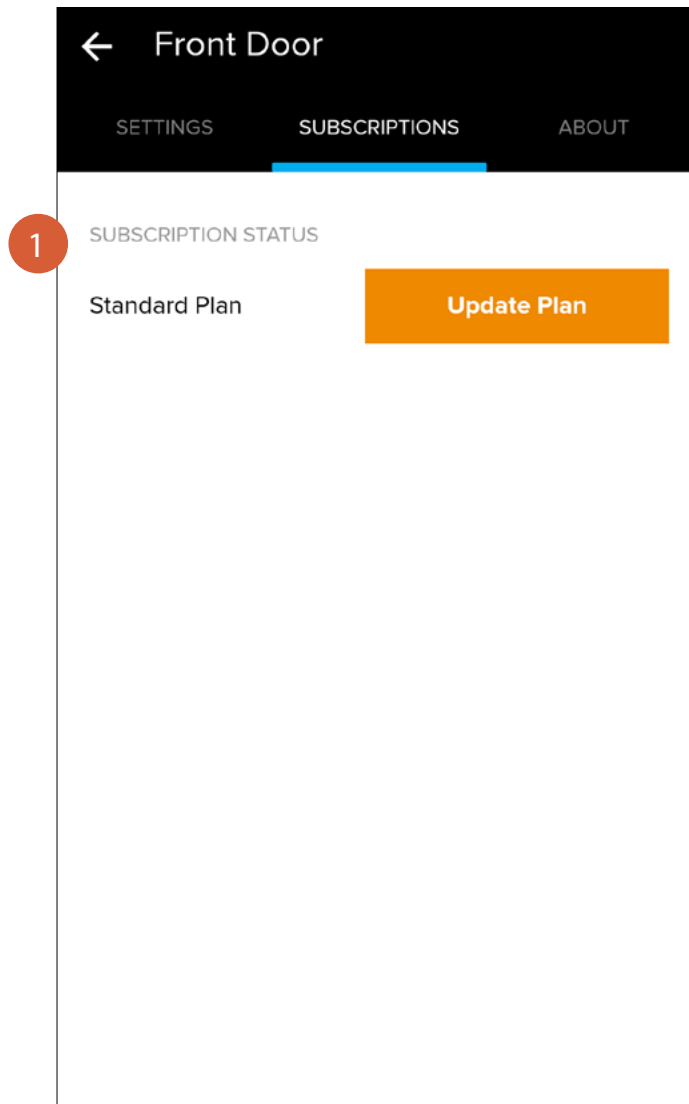 Front Door
SETTINGS SUBSCRIPTIONS ABOUT
1 SUBSCRIPTION STATUS
Standard Plan Update Plan